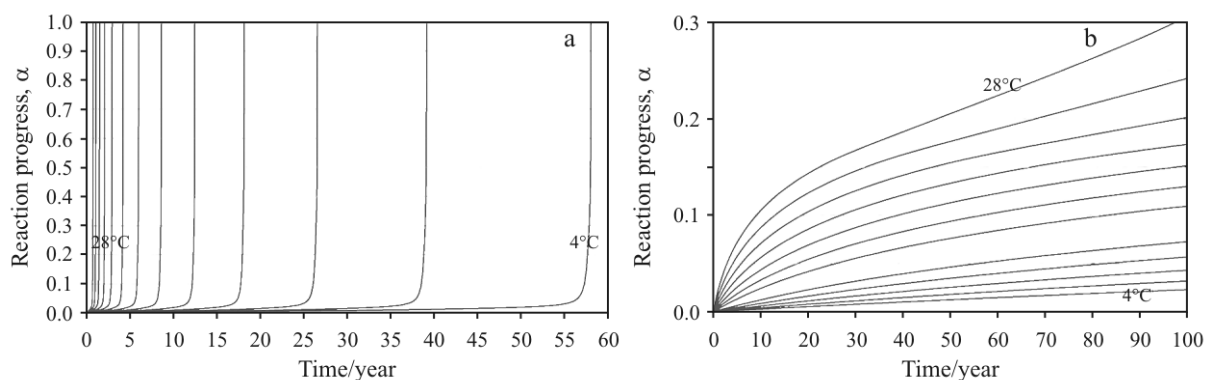 a
1.0
0.9
0.8
0.7
0.6
0.5
0.4
0.3
0.2
0.1
0.0
Reaction progress, α
28°C
4°C
0 5 10 15 20 25 30 35 40 45 50 55 60
Time/year
b
0.3
0.2
0.1
0.0
Reaction progress, α
28°C
4°C
0 10 20 30 40 50 60 70 80 90 100
Time/year